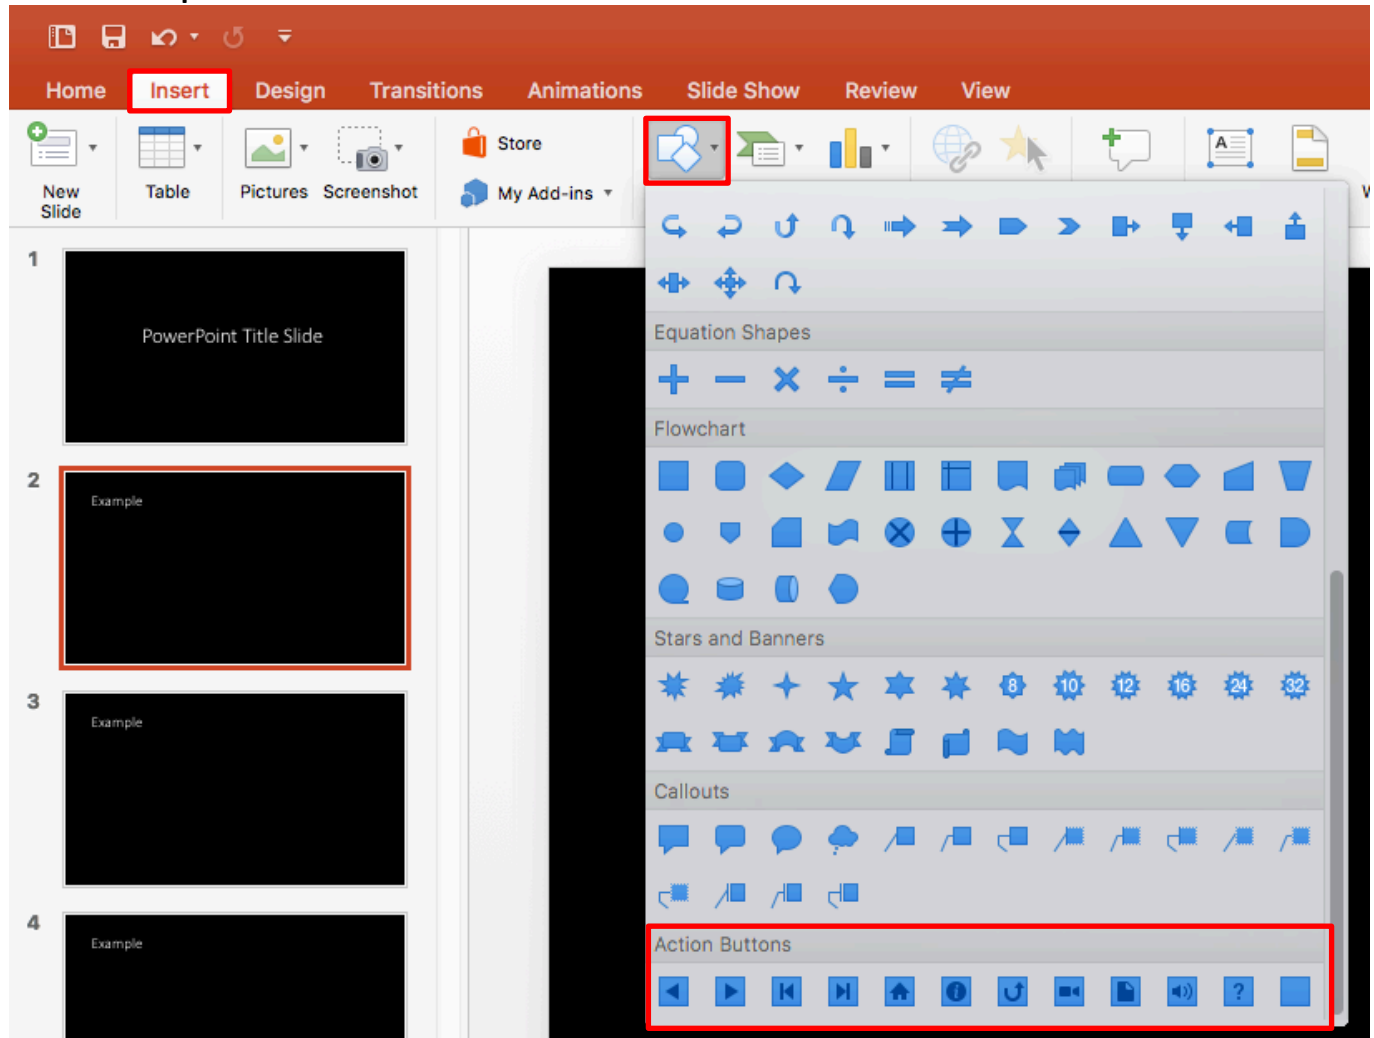 Home Insert Design Transitions Animations Slide Show Review View
New Slide
Table
Pictures
Screenshot
Store
My Add-ins
A
1
PowerPoint Title Slide
2
Example
3
Example
4
Example
Equation Shapes
Flowchart
Stars and Banners
8 10 12 16 24 32
Callouts
Action Buttons
?